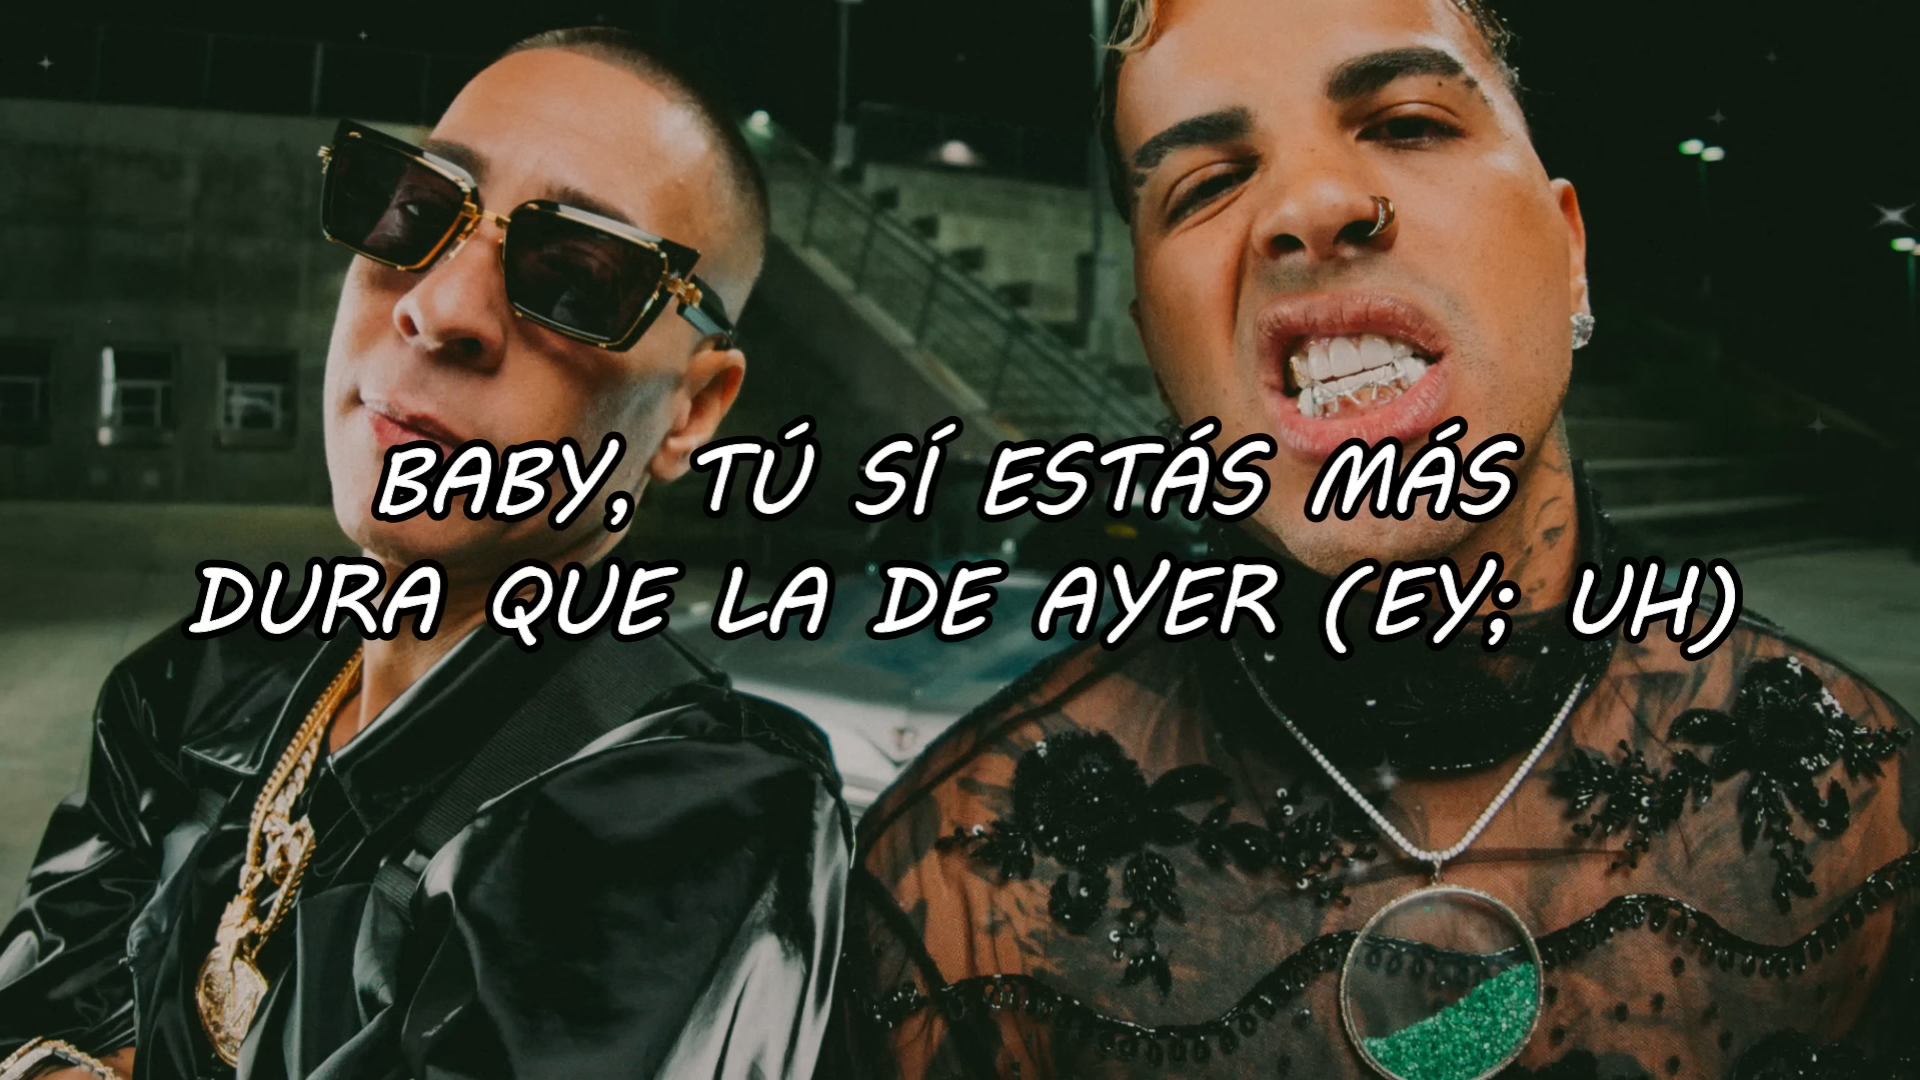 BABY, TÚ SÍ ESTÁS MÁS
DURA QUE LA DE AYER (EY; UH)